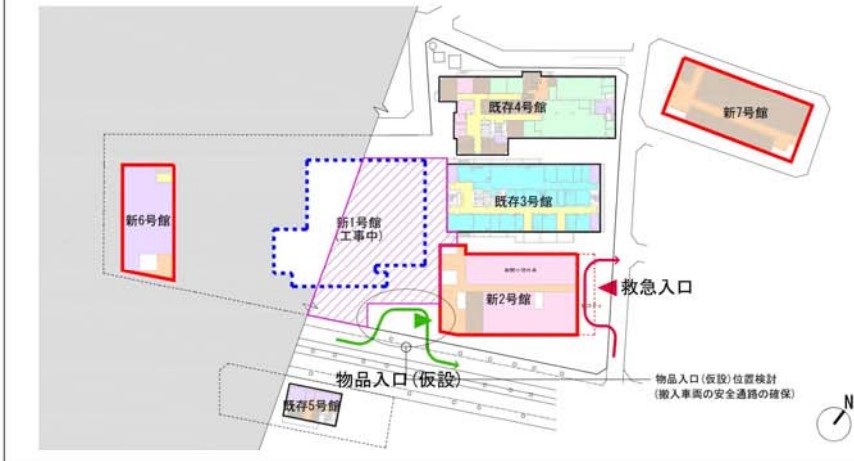 既存4号館
新7号館
既存3号館
新6号館
新1号館
(工事中)
新2号館
救急入口
物品入口(仮設)
物品入口(仮設)位置検討
(搬入車両の安全通路の確保)
既存5号館
N